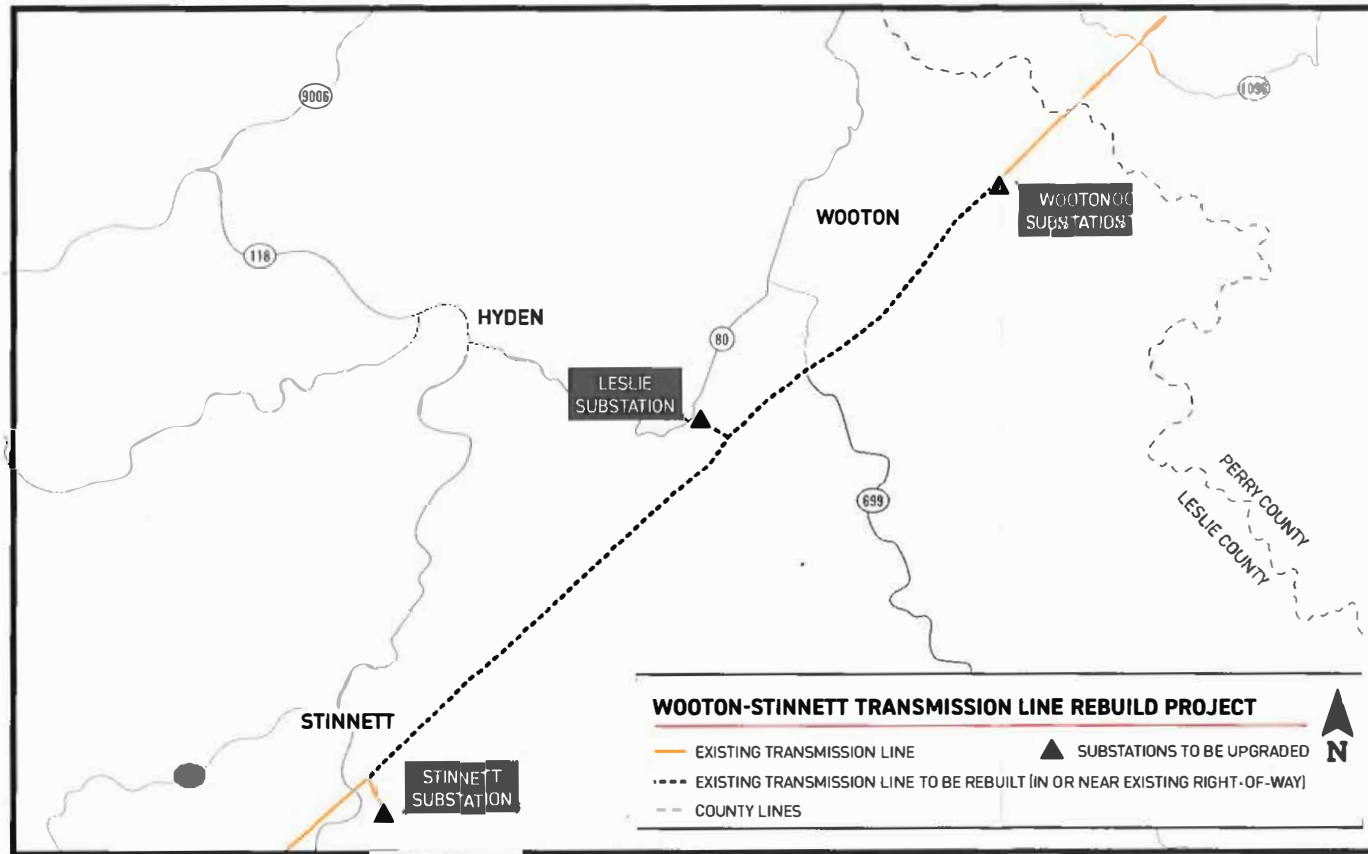 9006
1096
WOOTON
SUBSTATION
WOOTON
118
HYDEN
80
LESLIE
SUBSTATION
699
PERRY COUNTY
LESLIE COUNTY
STINNETT
STINNETT
SUBSTATION
WOOTON-STINNETT TRANSMISSION LINE REBUILD PROJECT
EXISTING TRANSMISSION LINE
SUBSTATIONS TO BE UPGRADED
N
EXISTING TRANSMISSION LINE TO BE REBUILT [IN OR NEAR EXISTING RIGHT-OF-WAY]
COUNTY LINES